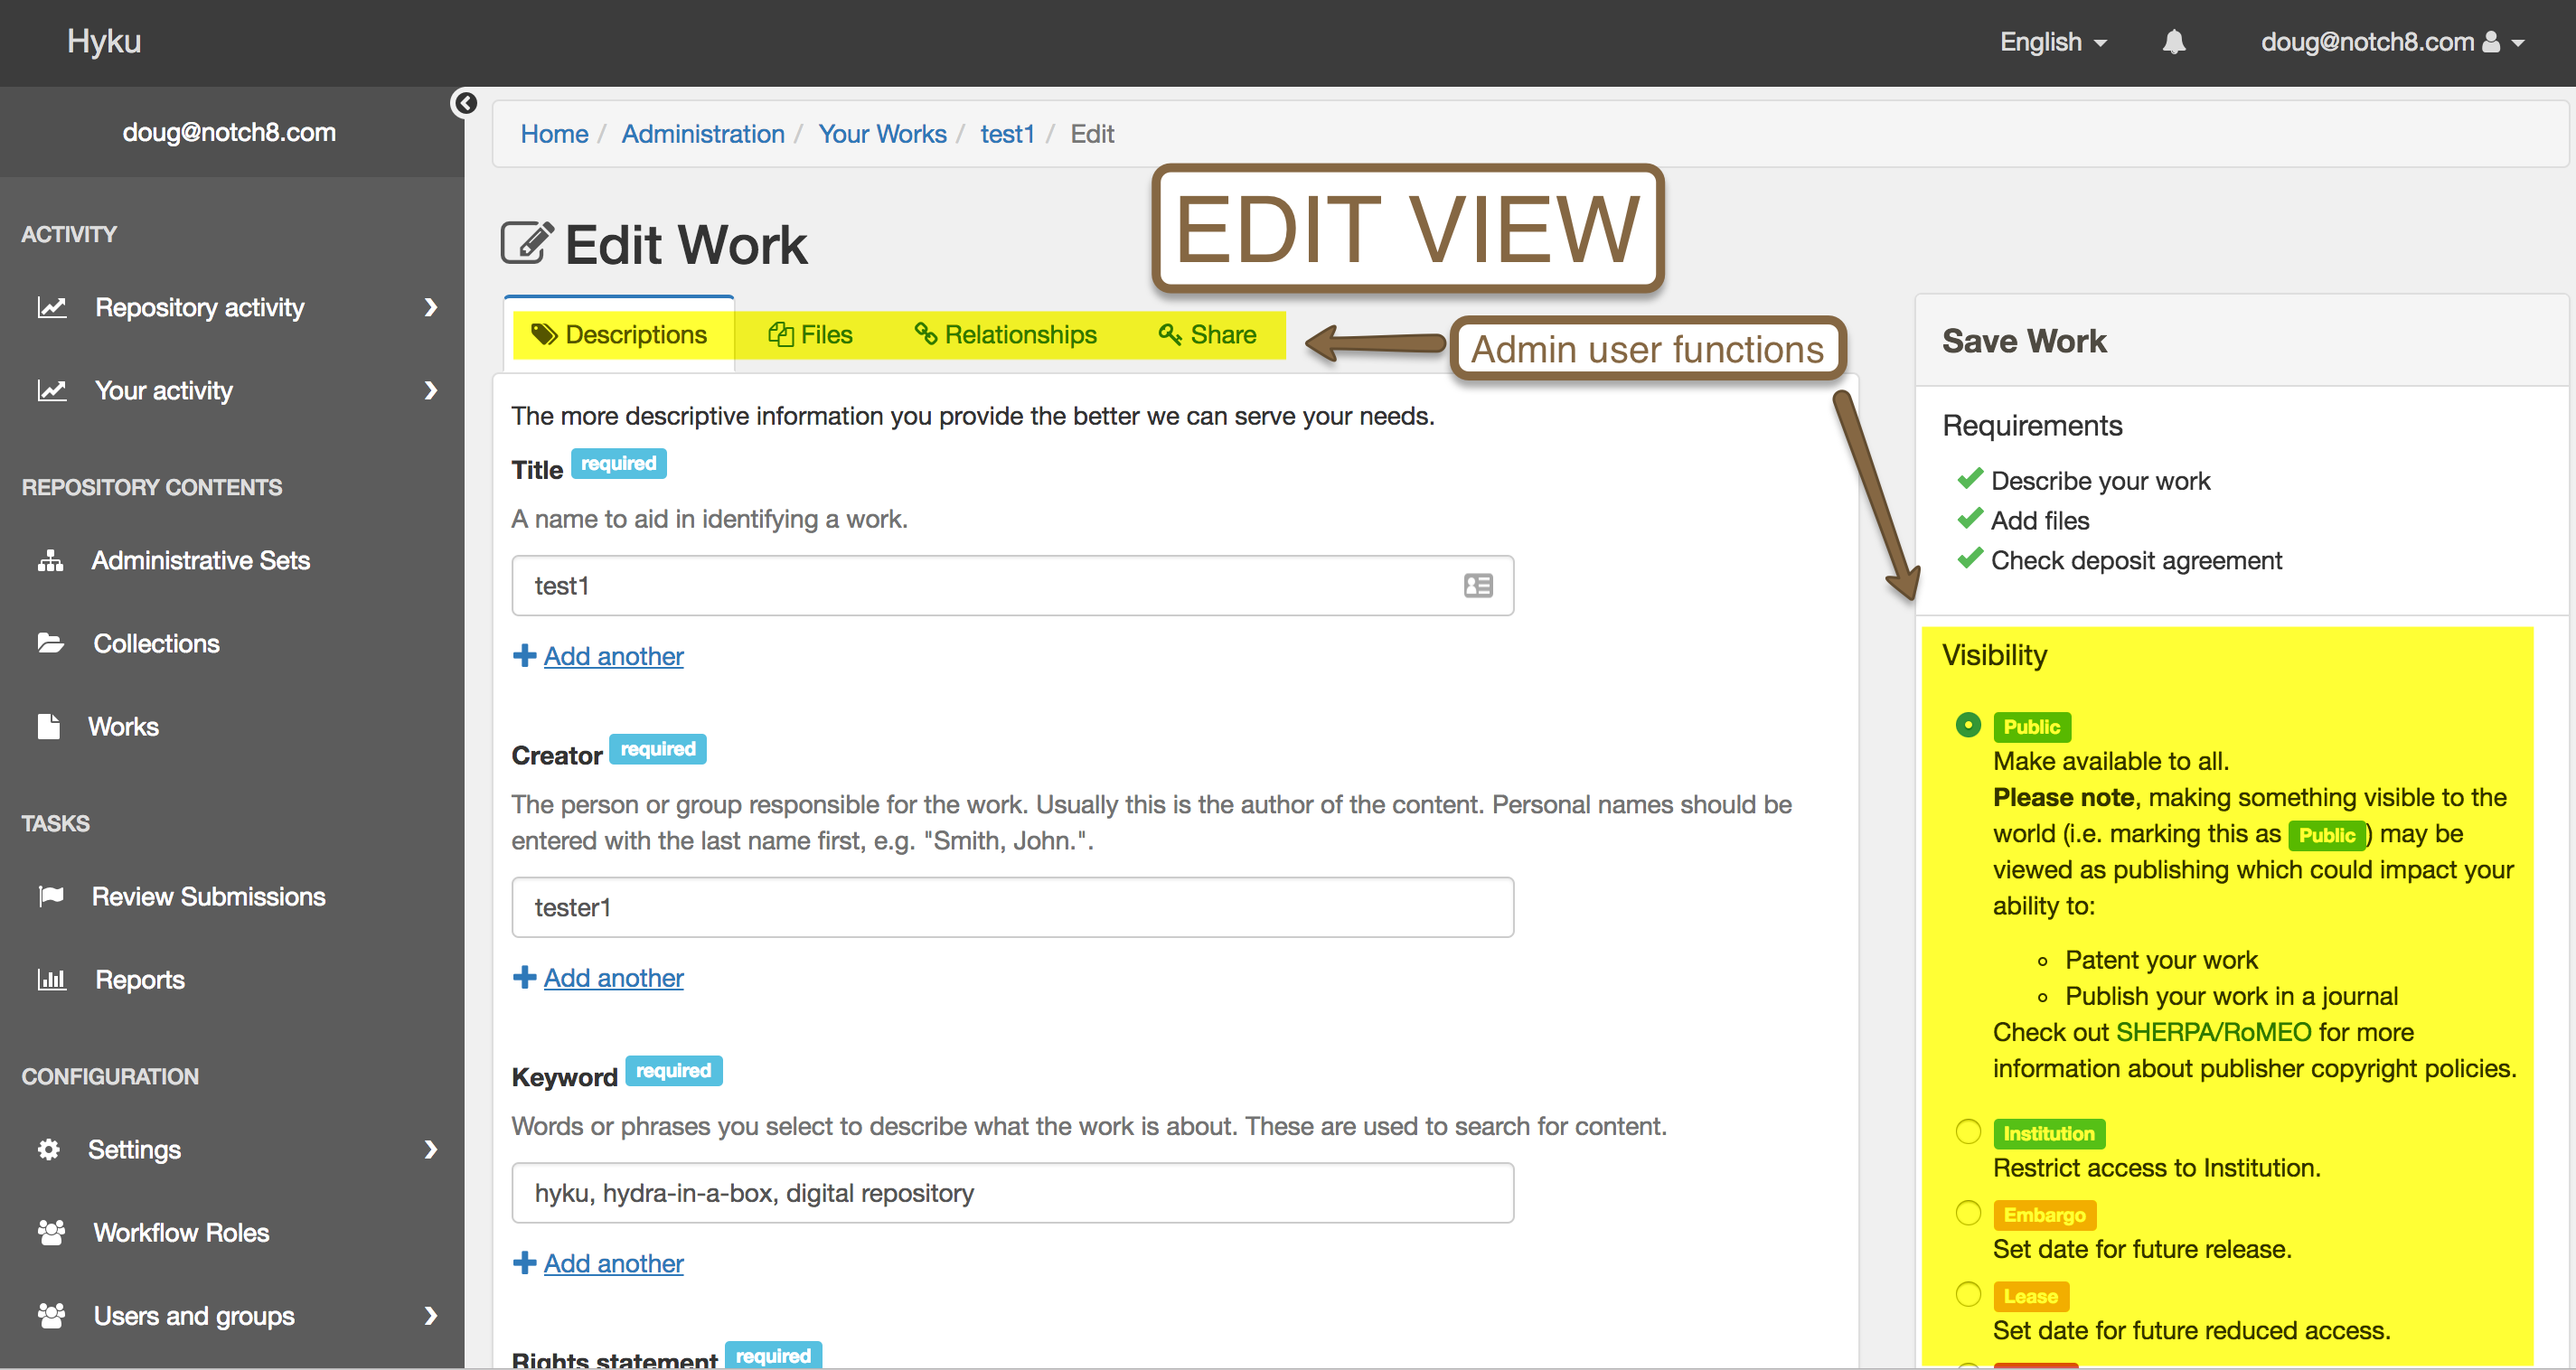 Hyku
English
doug@notch8.com
doug@notch8.com
ACTIVITY
Repository activity
Your activity
REPOSITORY CONTENTS
Administrative Sets
Collections
Works
TASKS
Review Submissions
Reports
CONFIGURATION
Settings
Workflow Roles
Users and groups
Home / Administration / Your Works / test1 / Edit
EDIT VIEW
Edit Work
Descriptions
Files
Relationships
Share
Admin user functions
The more descriptive information you provide the better we can serve your needs.
Title required
A name to aid in identifying a work.
test1
Add another
Creator required
The person or group responsible for the work. Usually this is the author of the content. Personal names should be
entered with the last name first, e.g. "Smith, John.".
tester1
Add another
Keyword required
Words or phrases you select to describe what the work is about. These are used to search for content.
hyku, hydra-in-a-box, digital repository
Add another
Rights statement required
Save Work
Requirements
Describe your work
Add files
Check deposit agreement
Visibility
Public
Make available to all.
Please note, making something visible to the
world (i.e. marking this as Public) may be
viewed as publishing which could impact your
ability to:
Patent your work
Publish your work in a journal
Check out SHERPA/RoMEO for more
information about publisher copyright policies.
Institution
Restrict access to Institution.
Embargo
Set date for future release.
Lease
Set date for future reduced access.